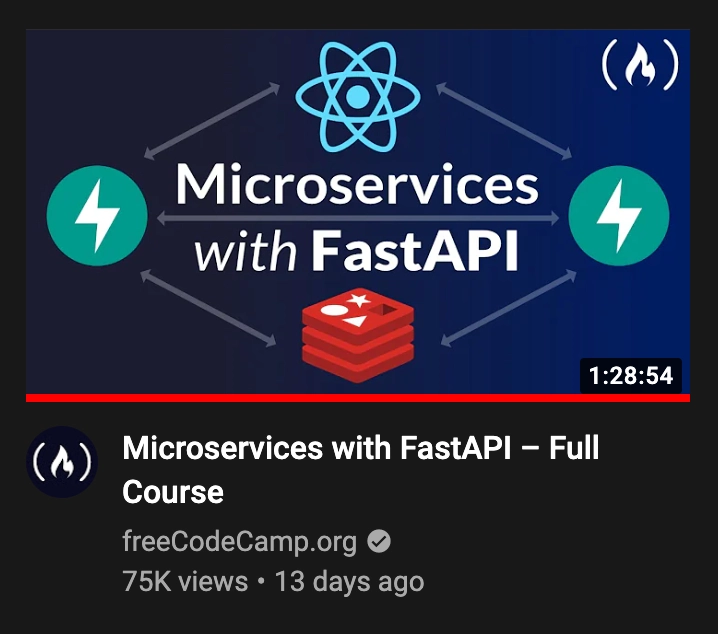 Microservices
with FastAPI
1:28:54
Microservices with FastAPI – Full
Course
freeCodeCamp.org
75K views • 13 days ago